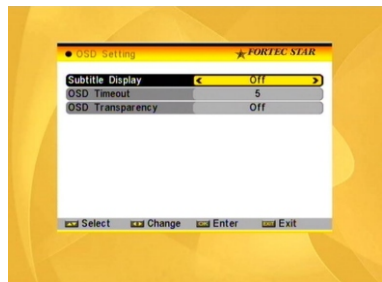 OSD Setting FORTEC STAR
Subtitle Display Off
OSD Timeout 5
OSD Transparency Off
Select Change Enter Exit